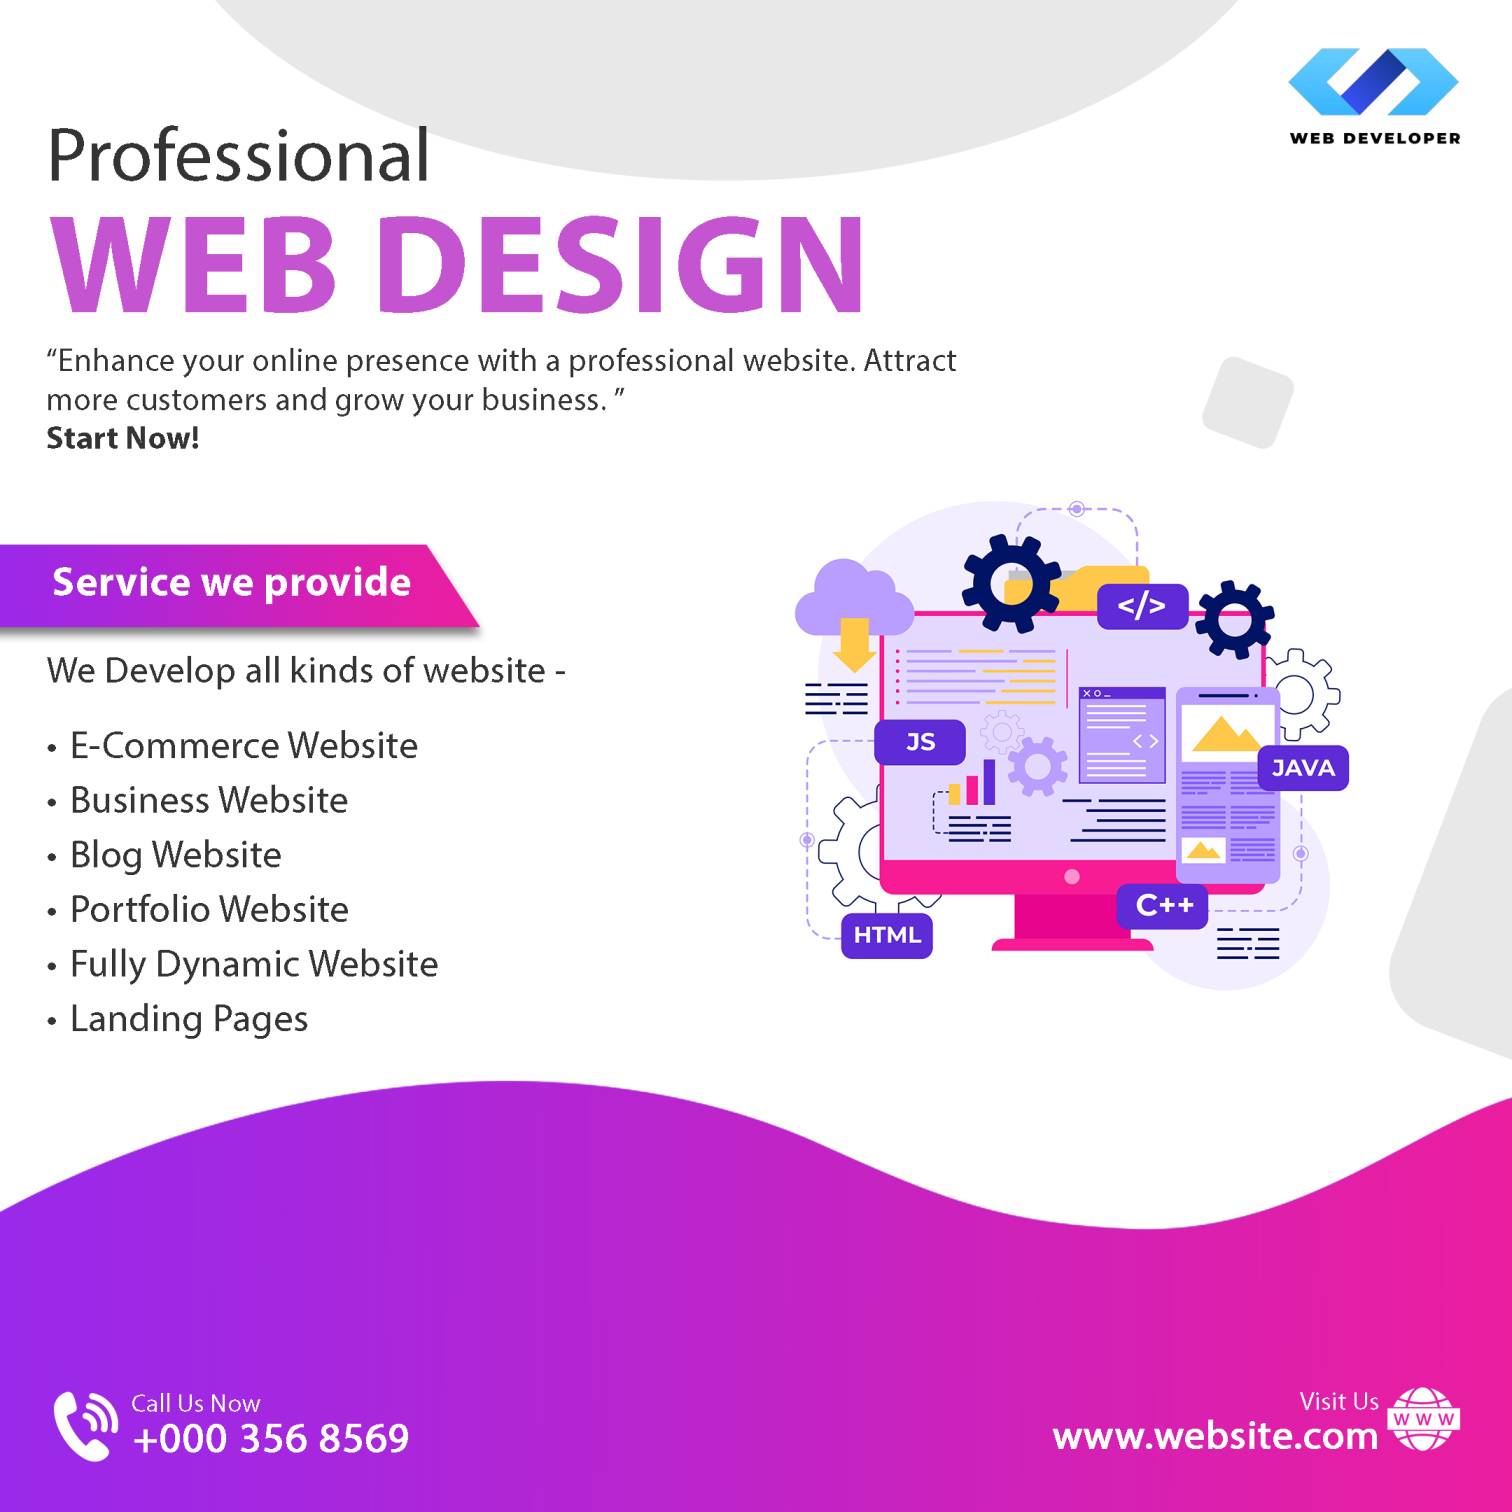 WEB DEVELOPER
Professional
WEB DESIGN
“Enhance your online presence with a professional website. Attract
more customers and grow your business. ”
Start Now!
Service we provide
We Develop all kinds of website -
• E-Commerce Website
• Business Website
• Blog Website
• Portfolio Website
• Fully Dynamic Website
• Landing Pages
</>
JS
JAVA
C++
HTML
Call Us Now
+000 356 8569
Visit Us
www.website.com
WWW